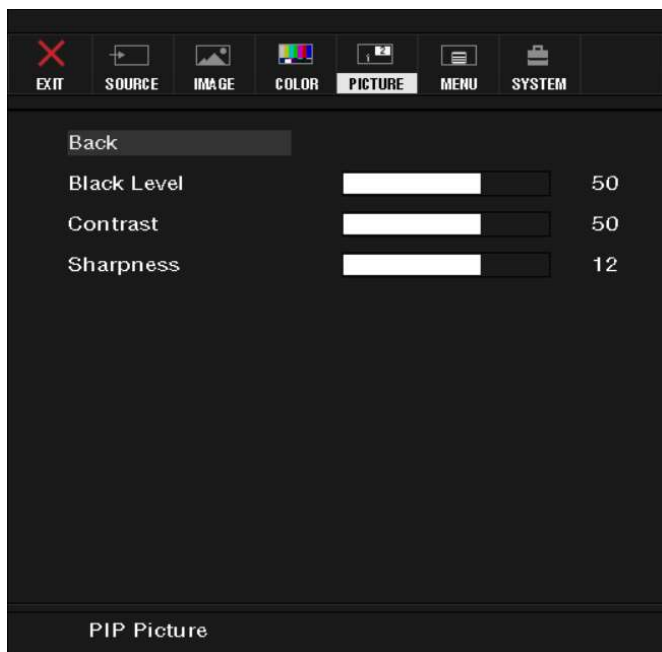 EXIT SOURCE IMAGE COLOR PICTURE MENU SYSTEM
Back
Black Level 50
Contrast 50
Sharpness 12
PIP Picture